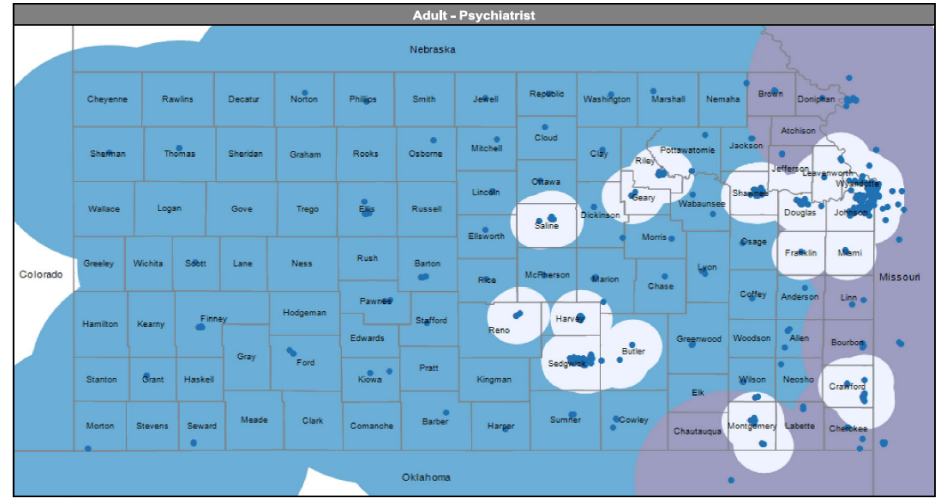 Adult - Psychiatrist
Nebraska
Cheyenne Rawlins Decatur Norton Phillips Smith Jewell Republic Washington Marshall Nemaha Brown Doniphan
Atchison
Cloud
Sherman Thomas Sheridan Graham Rooks Osborne Mitchell Clay Riley Pottawatomie Jackson Jefferson Leavenworth
Ottawa Wyandotte
Lincoln Geary Shawnee
Wallace Logan Gove Trego Ellis Russell Saline Dickinson Wabaunsee Douglas Johnson
Ellsworth Morris Osage Franklin Miami
Colorado Greeley Wichita Scott Lane Ness Rush Barton Missouri
Rice McPherson Marion Chase Lyon
Coffey Anderson Linn
Pawnee
Hamilton Kearny Finney Hodgeman Stafford Reno Harvey
Edwards Greenwood Woodson Allen Bourbon
Gray Ford Butler
Sedgwick
Stanton Grant Haskell Kiowa Pratt Kingman Wilson Neosho Crawford
Elk
Morton Stevens Seward Meade Clark Comanche Barber Harper Sumner Cowley Chautauqua Montgomery Labette Cherokee
Oklahoma